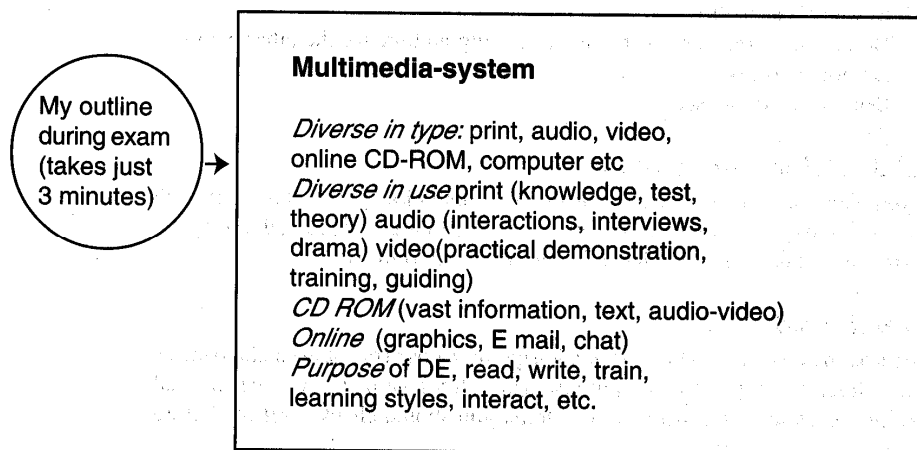 My outline
during exam
(takes just
3 minutes)
Multimedia-system
Diverse in type: print, audio, video,
online CD-ROM, computer etc
Diverse in use print (knowledge, test,
theory) audio (interactions, interviews,
drama) video(practical demonstration,
training, guiding)
CD ROM (vast information, text, audio-video)
Online (graphics, E mail, chat)
Purpose of DE, read, write, train,
learning styles, interact, etc.